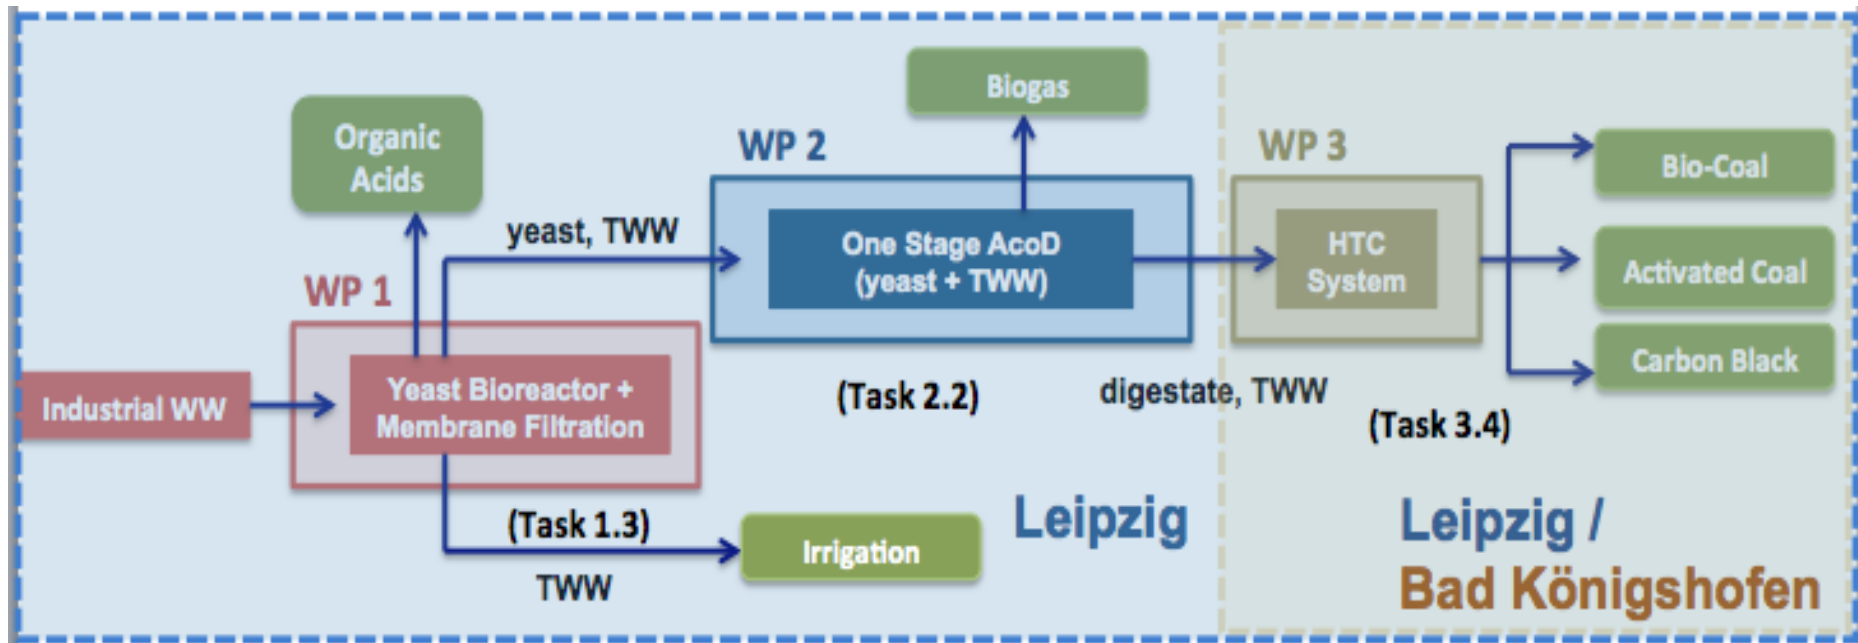 Biogas
Organic
Acids
WP 2
WP 3
Bio-Coal
yeast, TWW
One Stage AcoD
(yeast + TWW)
HTC
System
Activated Coal
WP 1
Carbon Black
Industrial WW
Yeast Bioreactor +
Membrane Filtration
(Task 2.2)
digestate, TWW
(Task 3.4)
(Task 1.3)
TWW
Irrigation
Leipzig
Leipzig /
Bad Königshofen